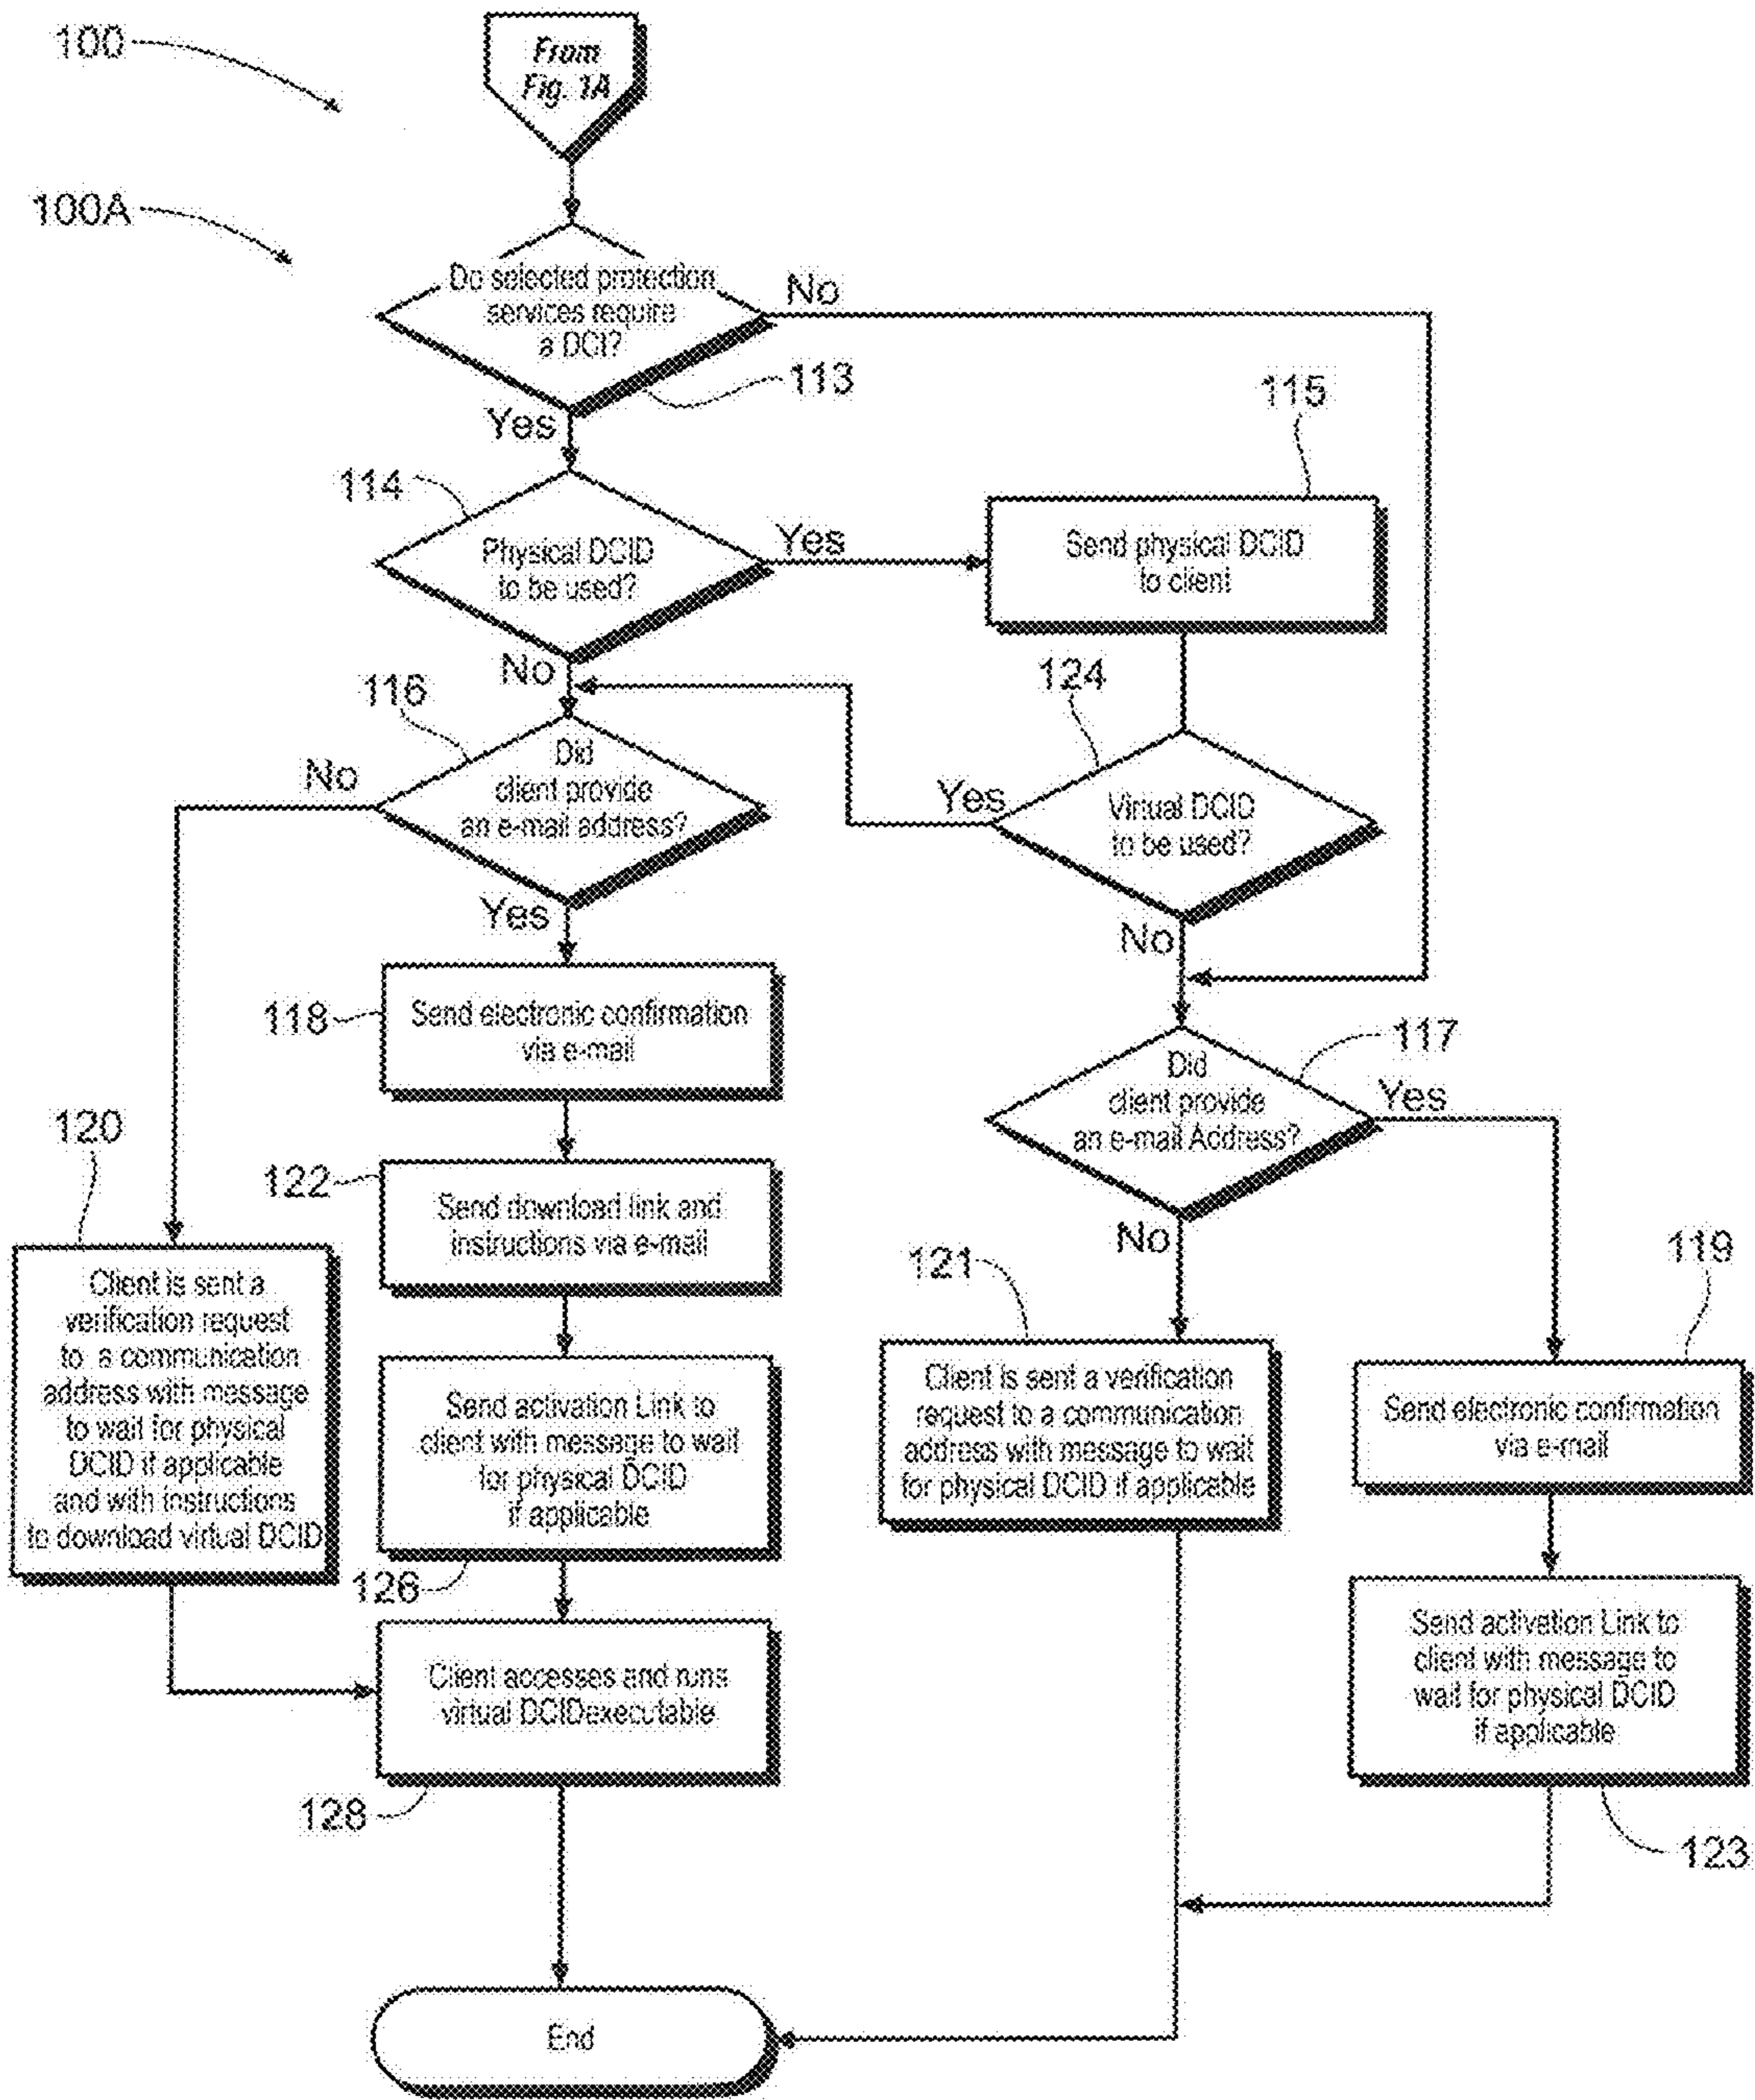 100
From
Fig. 1A
100A
Do selected protection
services require
a DCI?
No
113
Yes
115
114
Physical DCID
to be used?
Yes
Send physical DCID
to client
No
124
116
Did
client provide
an e-mail address?
No
Yes
Virtual DCID
to be used?
Yes
No
118
Send electronic confirmation
via e-mail
117
Did
client provide
an e-mail Address?
Yes
120
122
Send download link and
instructions via e-mail
No
121
119
Client is sent a
verification request
to a communication
address with message
to wait for physical
DCID if applicable
and with instructions
to download virtual DCID
Send activation Link to
client with message to wait
for physical DCID
if applicable
Client is sent a verification
request to a communication
address with message to wait
for physical DCID if applicable
Send electronic confirmation
via e-mail
126
Client accesses and runs
virtual DCIDexecutable
Send activation Link to
client with message to
wait for physical DCID
if applicable
128
123
End